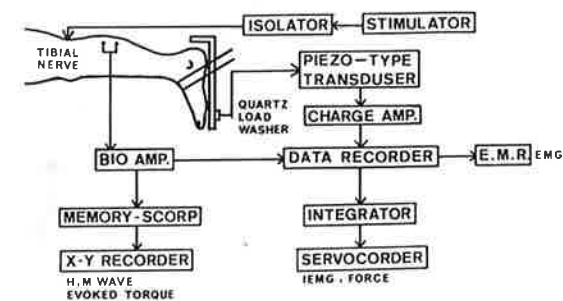 ISOLATOR
STIMULATOR
TIBIAL
NERVE
PIEZO-TYPE
TRANSDUSER
QUARTZ
LOAD
WASHER
CHARGE AMP.
BIO AMP.
DATA RECORDER
E.M.R. EMG
MEMORY-SCORP
INTEGRATOR
X-Y RECORDER
SERVOCORDER
H.M WAVE
EVOKED TORQUE
IEMG. FORCE